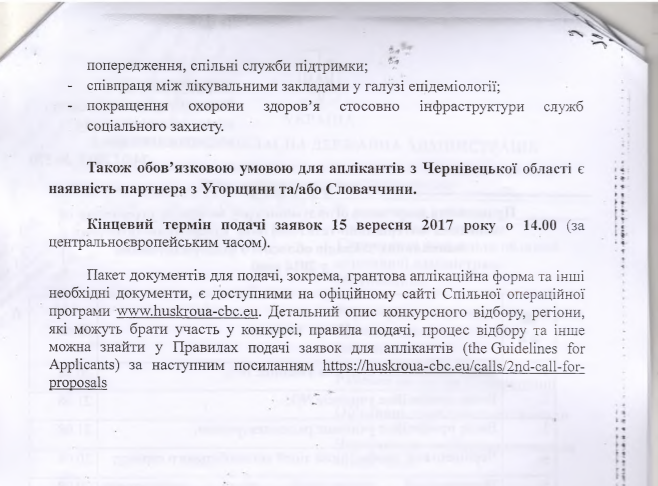 попередження, спільні служби підтримки;
- співпраця між лікувальними закладами у галузі епідеміології;
- покращення охорони здоров'я стосовно інфраструктури служб
соціального захисту.
Також обов'язковою умовою для аплікантів з Чернівецької області є
наявність партнера з Угорщини та/або Словаччини.
Кінцевий термін подачі заявок 15 вересня 2017 року о 14.00 (за
центральноєвропейським часом).
Пакет документів для подачі, зокрема, грантова аплікаційна форма та інші
необхідні документи, є доступними на офіційному сайті Спільної операційної
програми www.huskroua-cbc.eu. Детальний опис конкурсного відбору, регіони,
які можуть брати участь у конкурсі, правила подачі, процес відбору та інше
можна знайти у Правилах подачі заявок для аплікантів (the Guidelines for
Applicants) за наступним посиланням https://huskroua-cbc.eu/calls/2nd-call-for-
proposals